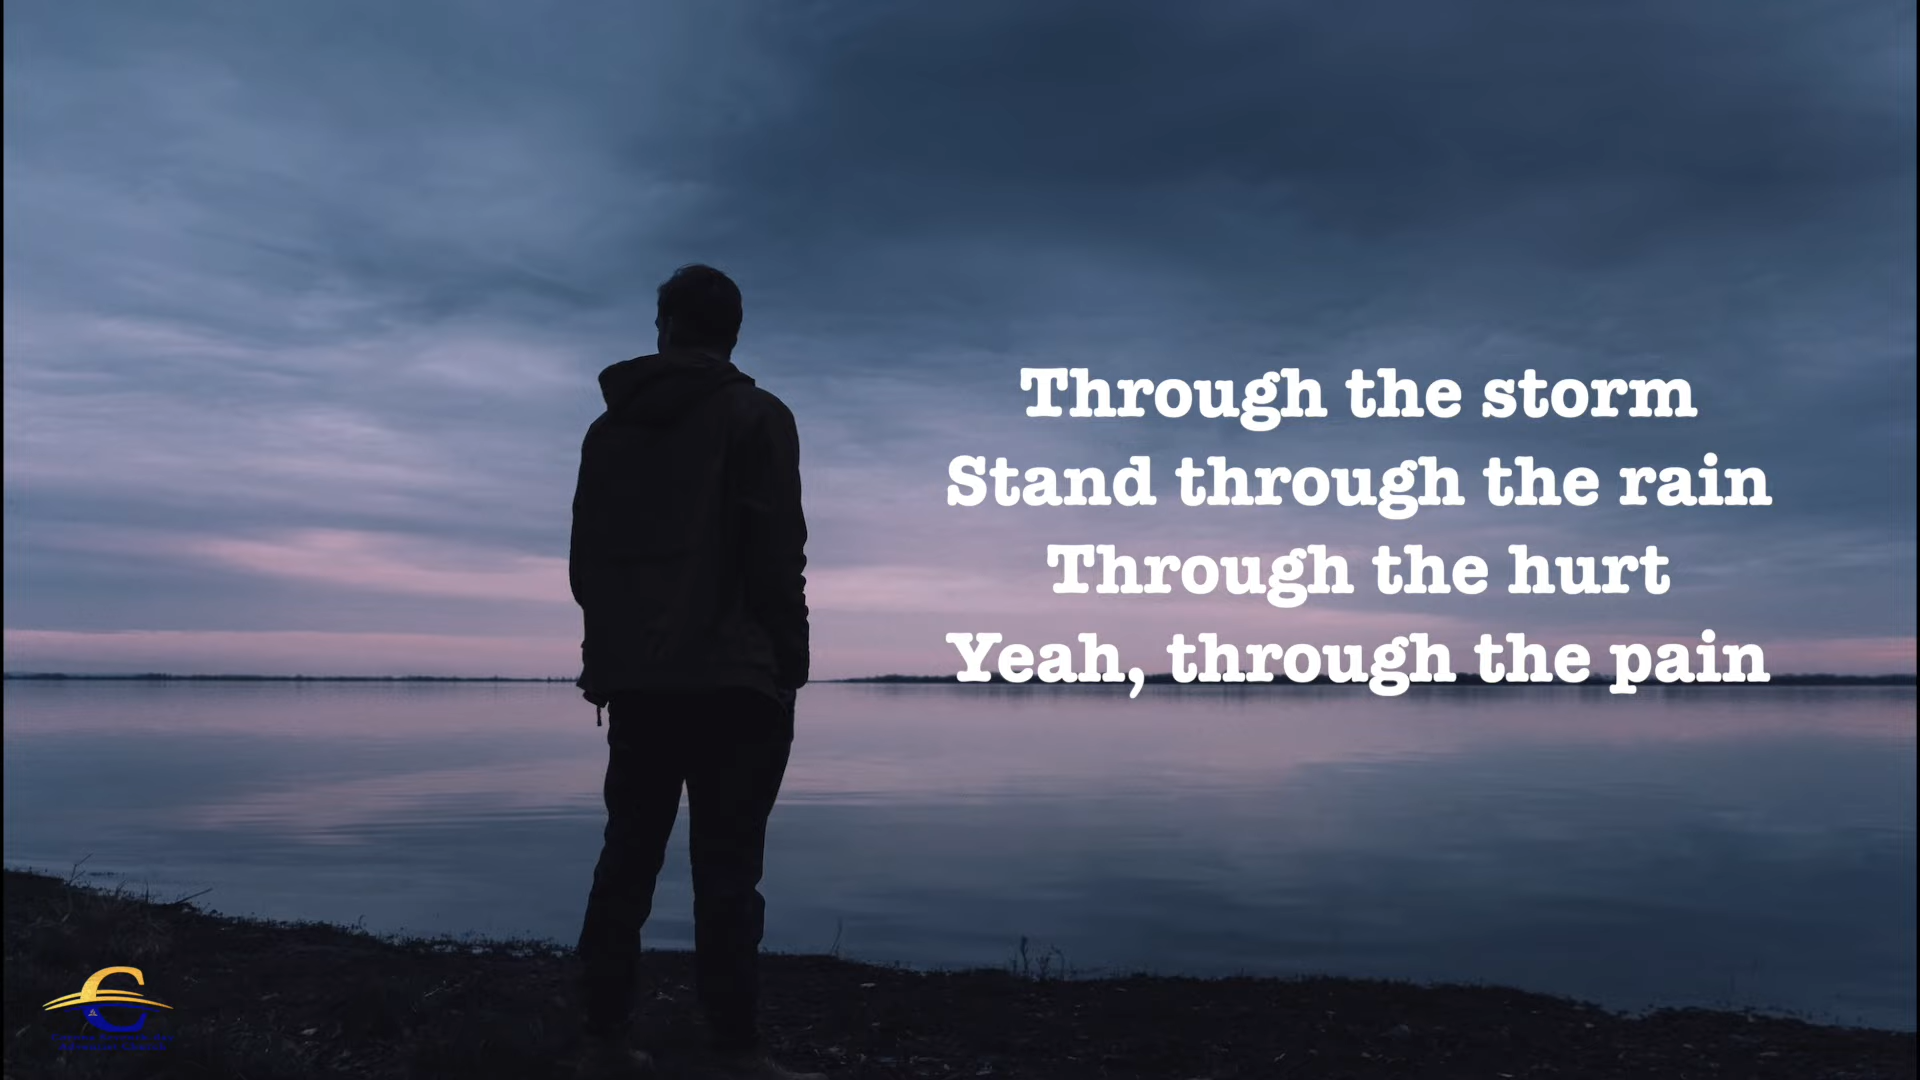 Through the storm
Stand through the rain
Through the hurt
Yeah, through the pain